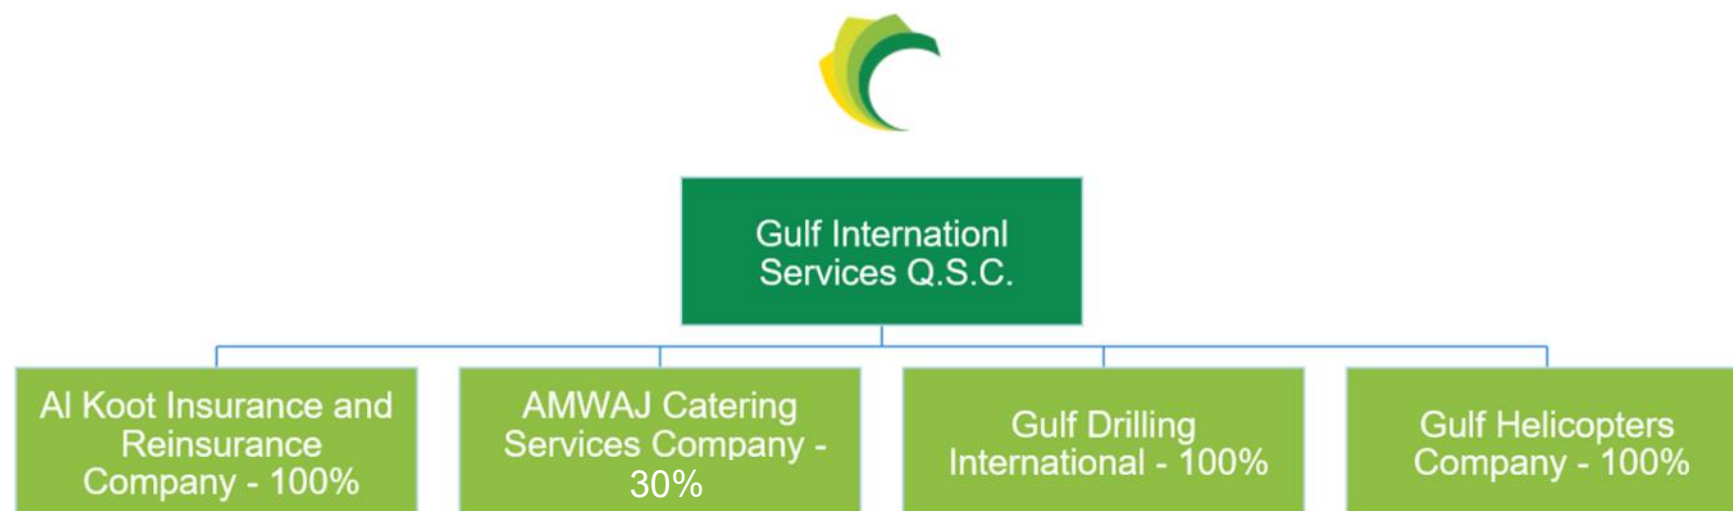 Gulf Internationl
Services Q.S.C.
Al Koot Insurance and
Reinsurance
Company - 100%
AMWAJ Catering
Services Company -
30%
Gulf Drilling
International - 100%
Gulf Helicopters
Company - 100%